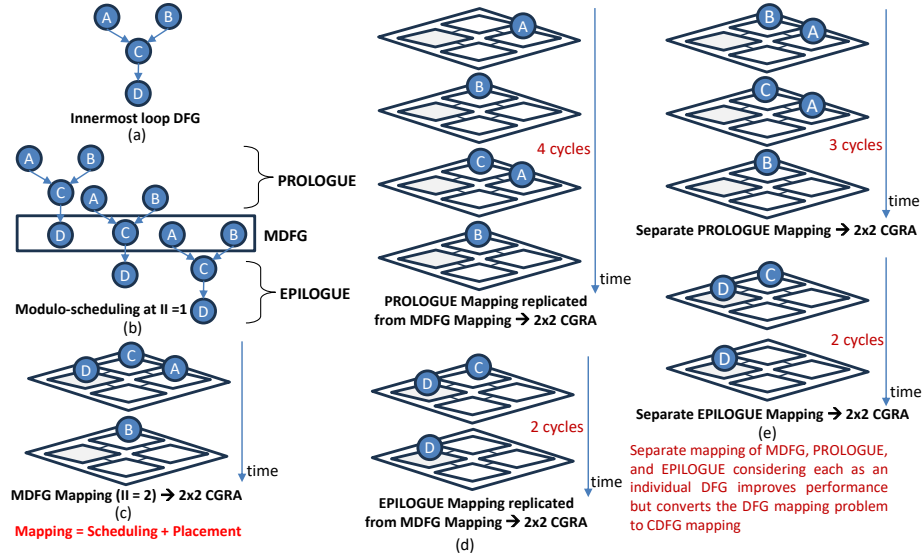 A
B
C
D
Innermost loop DFG
(a)
A
B
C
A
B
PROLOGUE
D
C
A
B
MDFG
D
C
EPILOGUE
D
Modulo-scheduling at II =1
(b)
D
C
A
B
time
MDFG Mapping (II = 2) → 2x2 CGRA
(c)
Mapping = Scheduling + Placement
A
B
4 cycles
C
A
B
time
PROLOGUE Mapping replicated
from MDFG Mapping → 2x2 CGRA
D
C
2 cycles
D
time
EPILOGUE Mapping replicated
from MDFG Mapping → 2x2 CGRA
(d)
B
A
C
A
3 cycles
B
time
Separate PROLOGUE Mapping → 2x2 CGRA
D
C
2 cycles
D
time
Separate EPILOGUE Mapping → 2x2 CGRA
(e)
Separate mapping of MDFG, PROLOGUE,
and EPILOGUE considering each as an
individual DFG improves performance
but converts the DFG mapping problem
to CDFG mapping